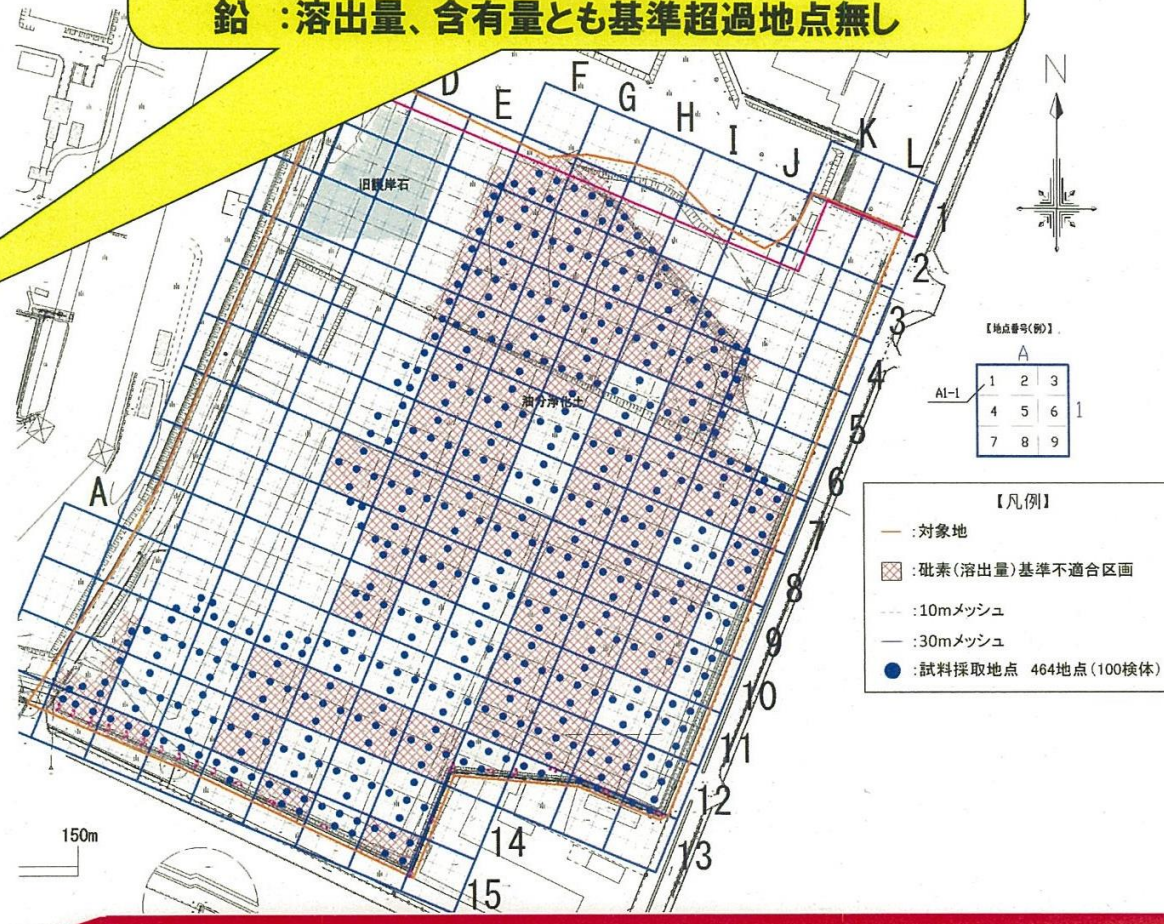 鉛 ：溶出量、含有量とも基準超過地点無し
D
E
F
G
H
I
J
K
L
N
旧護岸石
1
2
3
【地点番号(例)】
A
1 2 3
A1-1
4 5 6
1
7 8 9
4
油分浄化土
5
6
A
【凡例】
7
:対象地
:砒素(溶出量)基準不適合区画
8
:10mメッシュ
9
:30mメッシュ
:試料採取地点 464地点(100検体)
10
11
12
150m
13
14
15